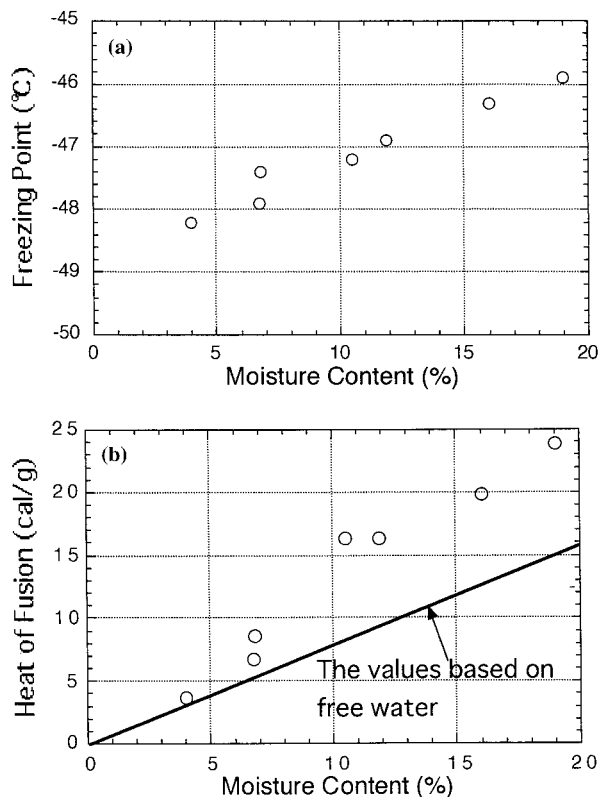 (a)
Freezing Point (℃)
-45
-46
-47
-48
-49
-50
0 5 10 15 20
Moisture Content (%)
(b)
Heat of Fusion (cal/g)
25
20
15
10
5
0
The values based on
free water
0 5 10 15 20
Moisture Content (%)